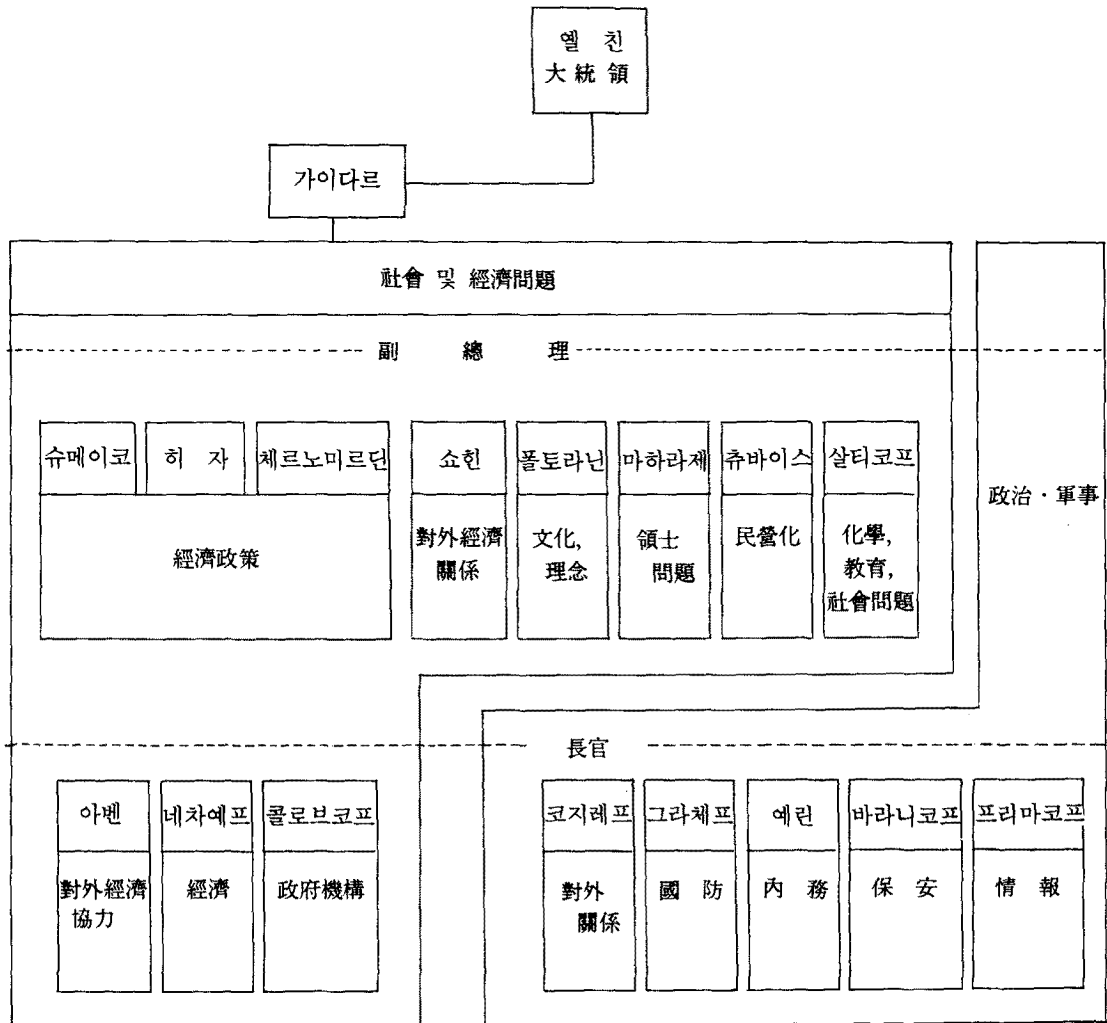 옐 친
大統領
가이다르
社會 및 經濟問題
副 總 理
슈메이코 히 자 체르노미르딘 쇼힌 폴토라닌 마하라제 츄바이스 살티코프
經濟政策
對外經濟
關係
文化,
理念
領士
問題
民營化
化學,
教育,
社會問題
政治·軍事
長官
아벤 네차예프 콜로브코프
對外經濟
協力
經濟
政府機構
코지레프 그라체프 예린 바라니코프 프리마코프
對外
關係
國 防
內 務
保 安
情 報